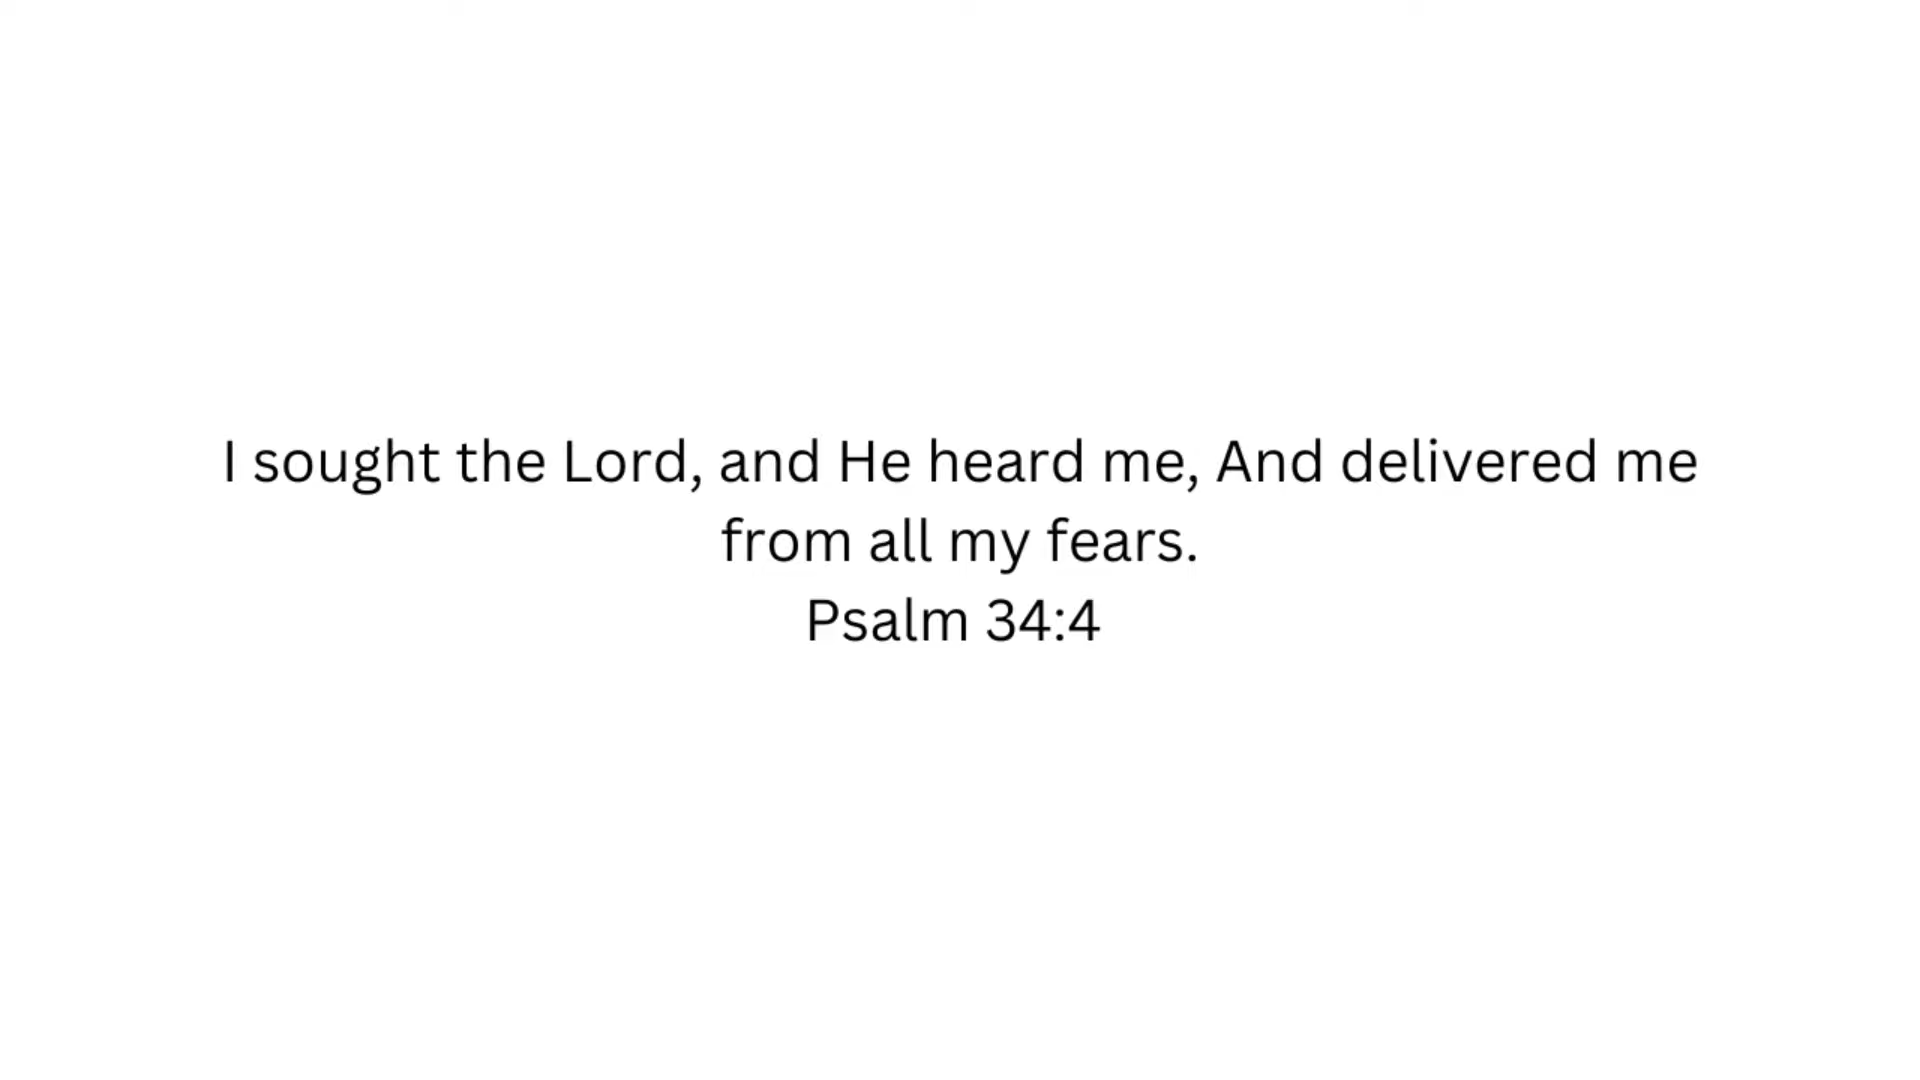 I sought the Lord, and He heard me, And delivered me
from all my fears.
Psalm 34:4